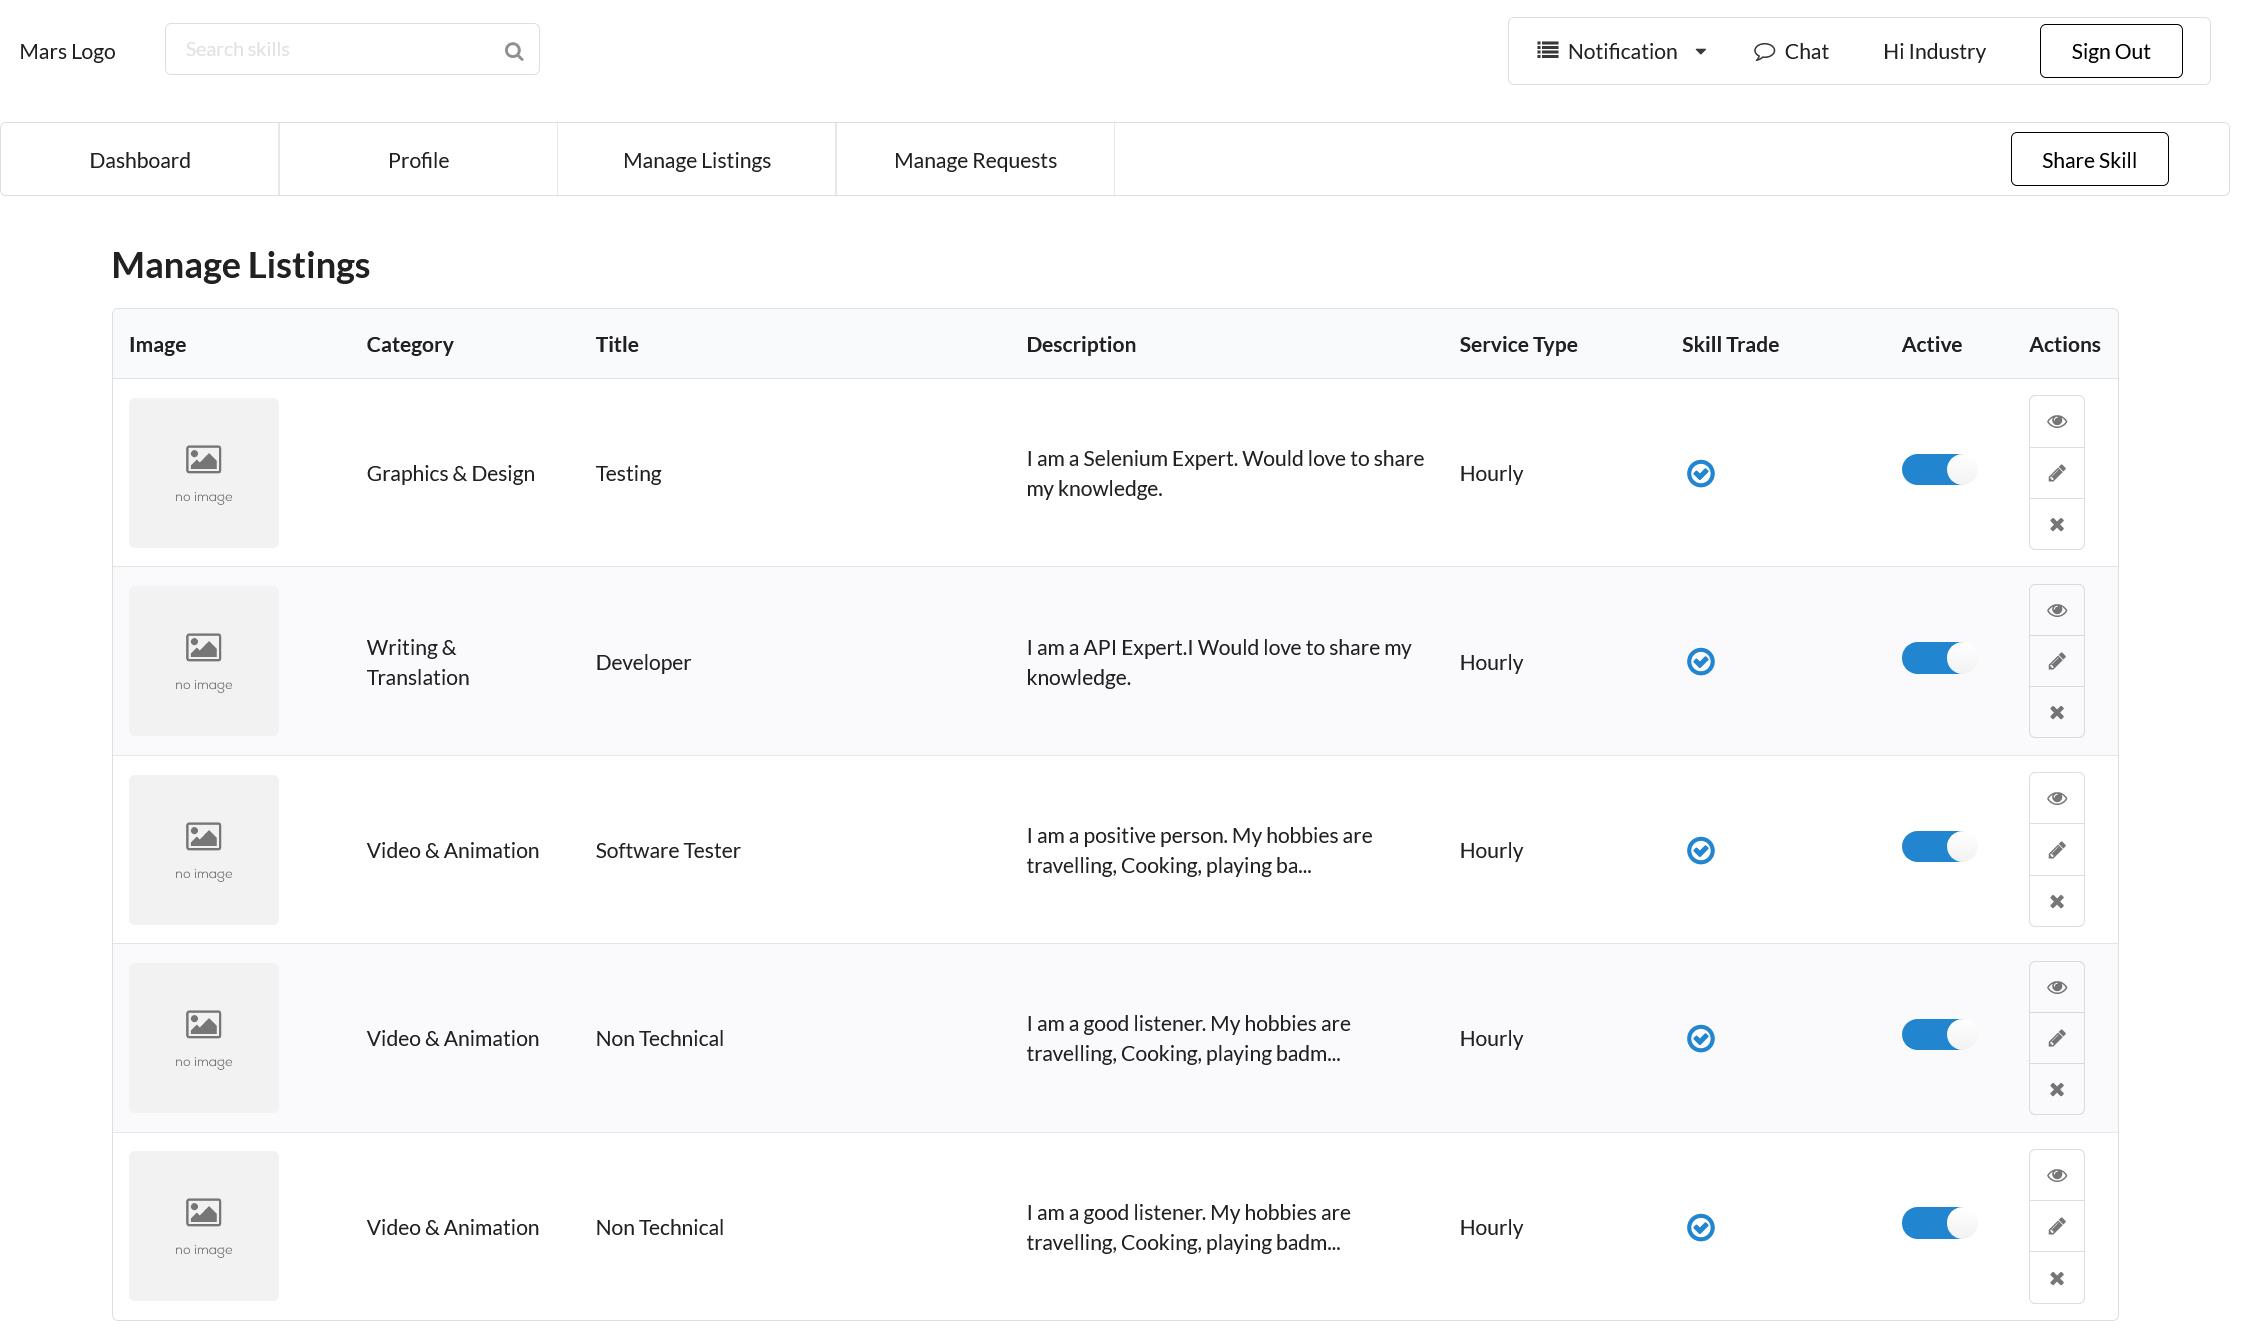 Mars Logo
Search skills
Notification
Chat
Hi Industry
Sign Out
Dashboard
Profile
Manage Listings
Manage Requests
Share Skill
Manage Listings
Image Category Title Description Service Type Skill Trade Active Actions
no image
Graphics & Design
Testing
I am a Selenium Expert. Would love to share
my knowledge.
Hourly
no image
Writing &
Translation
Developer
I am a API Expert.I Would love to share my
knowledge.
Hourly
no image
Video & Animation
Software Tester
I am a positive person. My hobbies are
travelling, Cooking, playing ba...
Hourly
no image
Video & Animation
Non Technical
I am a good listener. My hobbies are
travelling, Cooking, playing badm...
Hourly
no image
Video & Animation
Non Technical
I am a good listener. My hobbies are
travelling, Cooking, playing badm...
Hourly